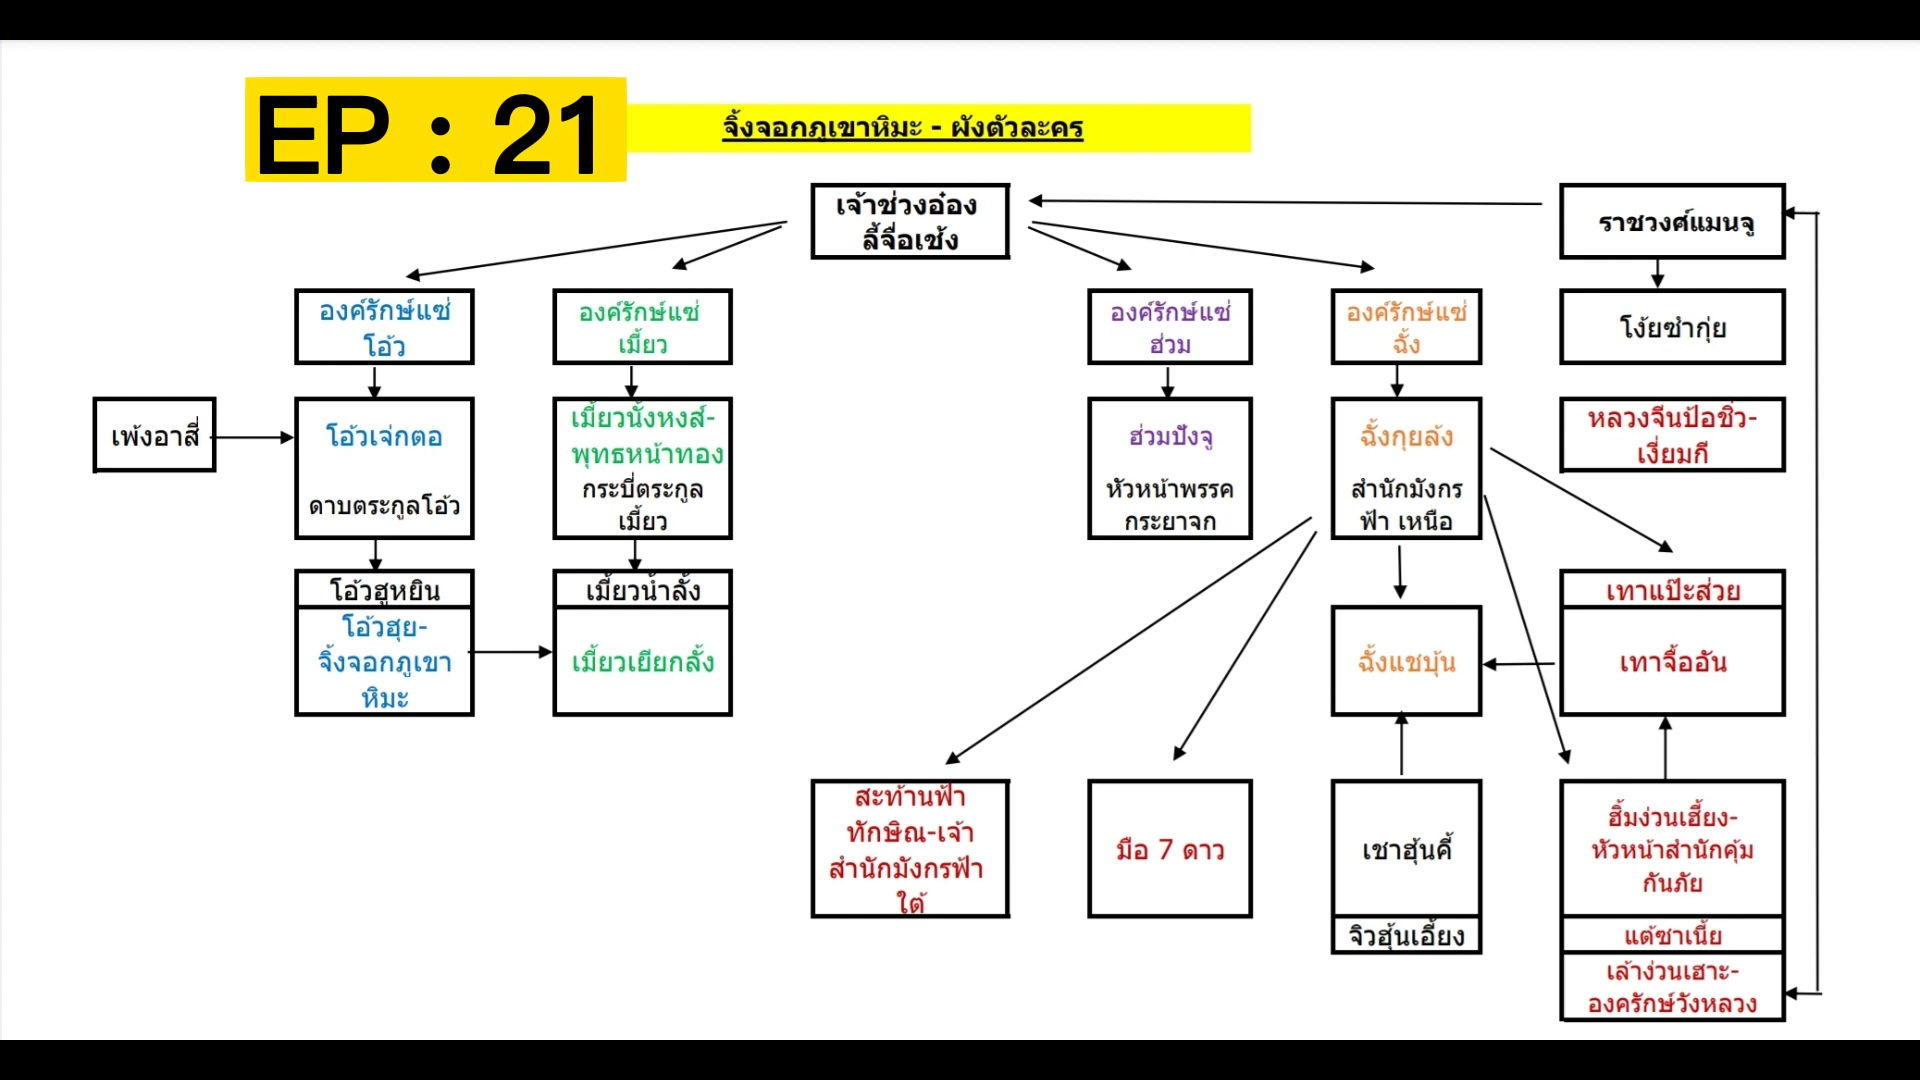 EP : 21
จิ้งจอกภูเขาหิมะ - ผังตัวละคร
เจ้าช่วงอ๋อง
ลี้จื่อเช้ง
ราชวงศ์แมนจู
องค์รักษ์แซ่
โอ้ว
องค์รักษ์แซ่
เมี้ยว
องค์รักษ์แซ่
ฮ่วม
องค์รักษ์แซ่
ฉั้ง
โง้ยซำกุ่ย
เพ้งอาสี่
โอ้วเจ่กตอ
ดาบตระกูลโอ้ว
เมี้ยวนั้งหงส์-
พุทธหน้าทอง
กระบี่ตระกูล
เมี้ยว
ฮ่วมปังจู
หัวหน้าพรรค
กระยาจก
ฉั้งกุยล้ง
สำนักมังกร
ฟ้า เหนือ
หลวงจีนป้อชิ่ว-
เงี่ยมกี
โอ้วฮูหยิน
โอ้วฮุย-
จิ้งจอกภูเขา
หิมะ
เมี้ยวน้ำลั้ง
เมี้ยวเยียกลั้ง
ฉั้งแชบุ้น
เทาแป๊ะส่วย
เทาจื้ออัน
สะท้านฟ้า
ทักษิณ-เจ้า
สำนักมังกรฟ้า
ใต้
มือ 7 ดาว
เชาฮุ้นคี้
จิวฮุ้นเอี้ยง
ฮิ้มง่วนเฮี้ยง-
หัวหน้าสำนักคุ้ม
กันภัย
แต้ซาเนี้ย
เล้าง่วนเฮาะ-
องครักษ์วังหลวง